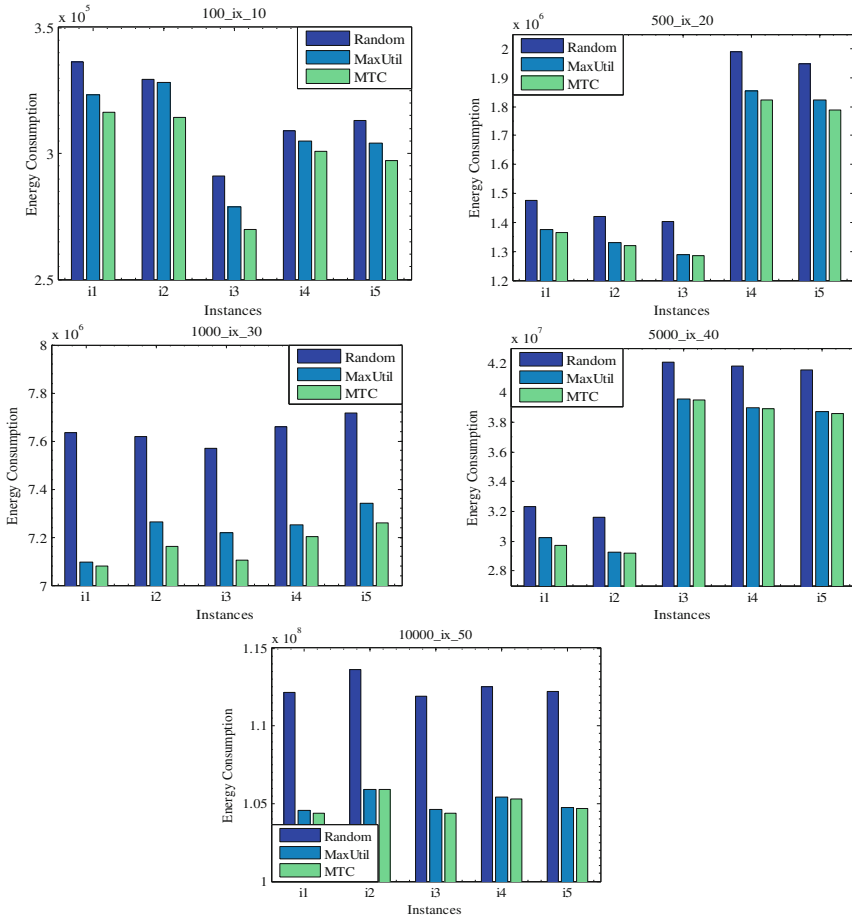 100_ix_10
x 10^5
3.5
3
2.5
Energy Consumption
Random
MaxUtil
MTC
i1 i2 i3 i4 i5
Instances
500_ix_20
x 10^6
2
1.9
1.8
1.7
1.6
1.5
1.4
1.3
1.2
Energy Consumption
Random
MaxUtil
MTC
i1 i2 i3 i4 i5
Instances
1000_ix_30
x 10^6
8
7.8
7.6
7.4
7.2
7
Energy Consumption
Random
MaxUtil
MTC
i1 i2 i3 i4 i5
Instances
5000_ix_40
x 10^7
4.2
4
3.8
3.6
3.4
3.2
3
2.8
Energy Consumption
Random
MaxUtil
MTC
i1 i2 i3 i4 i5
Instances
10000_ix_50
x 10^8
1.15
1.1
1.05
1
Energy Consumption
Random
MaxUtil
MTC
i1 i2 i3 i4 i5
Instances